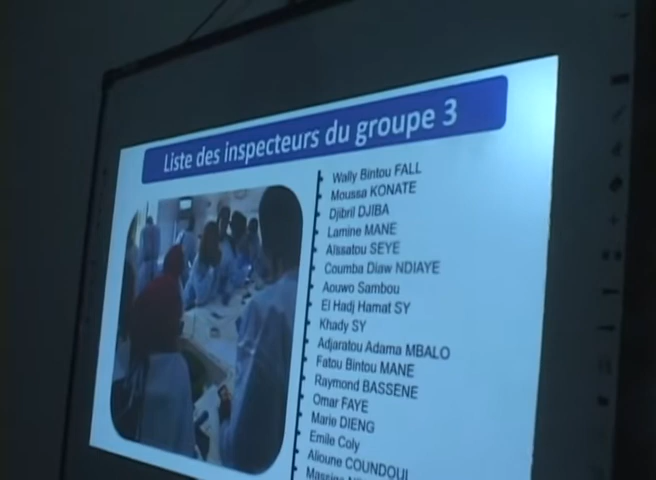 Liste des inspecteurs du groupe 3
Wally Bintou FALL
Moussa KONATE
Djibril DJIBA
Lamine MANE
Aïssatou SEYE
Coumba Diaw NDIAYE
Aouwo Sambou
El Hadj Hamat SY
Khady SY
Adjaratou Adama MBALO
Fatou Bintou MANE
Raymond BASSENE
Omar FAYE
Marie DIENG
Emile Coly
Alioune COUNDOUL